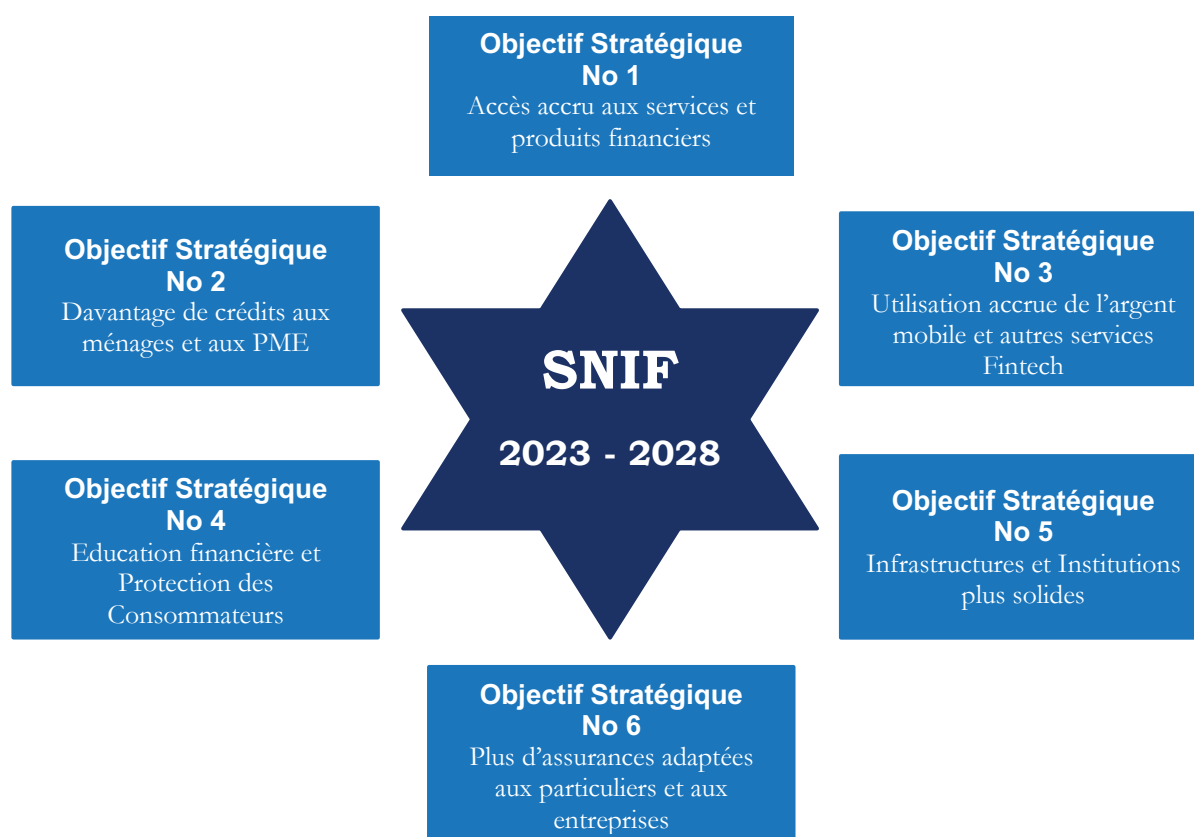 Objectif Stratégique
No 1
Accès accru aux services et
produits financiers
Objectif Stratégique
No 2
Davantage de crédits aux
ménages et aux PME
Objectif Stratégique
No 3
Utilisation accrue de l’argent
mobile et autres services
Fintech
SNIF
2023 - 2028
Objectif Stratégique
No 4
Education financière et
Protection des
Consommateurs
Objectif Stratégique
No 5
Infrastructures et Institutions
plus solides
Objectif Stratégique
No 6
Plus d’assurances adaptées
aux particuliers et aux
entreprises